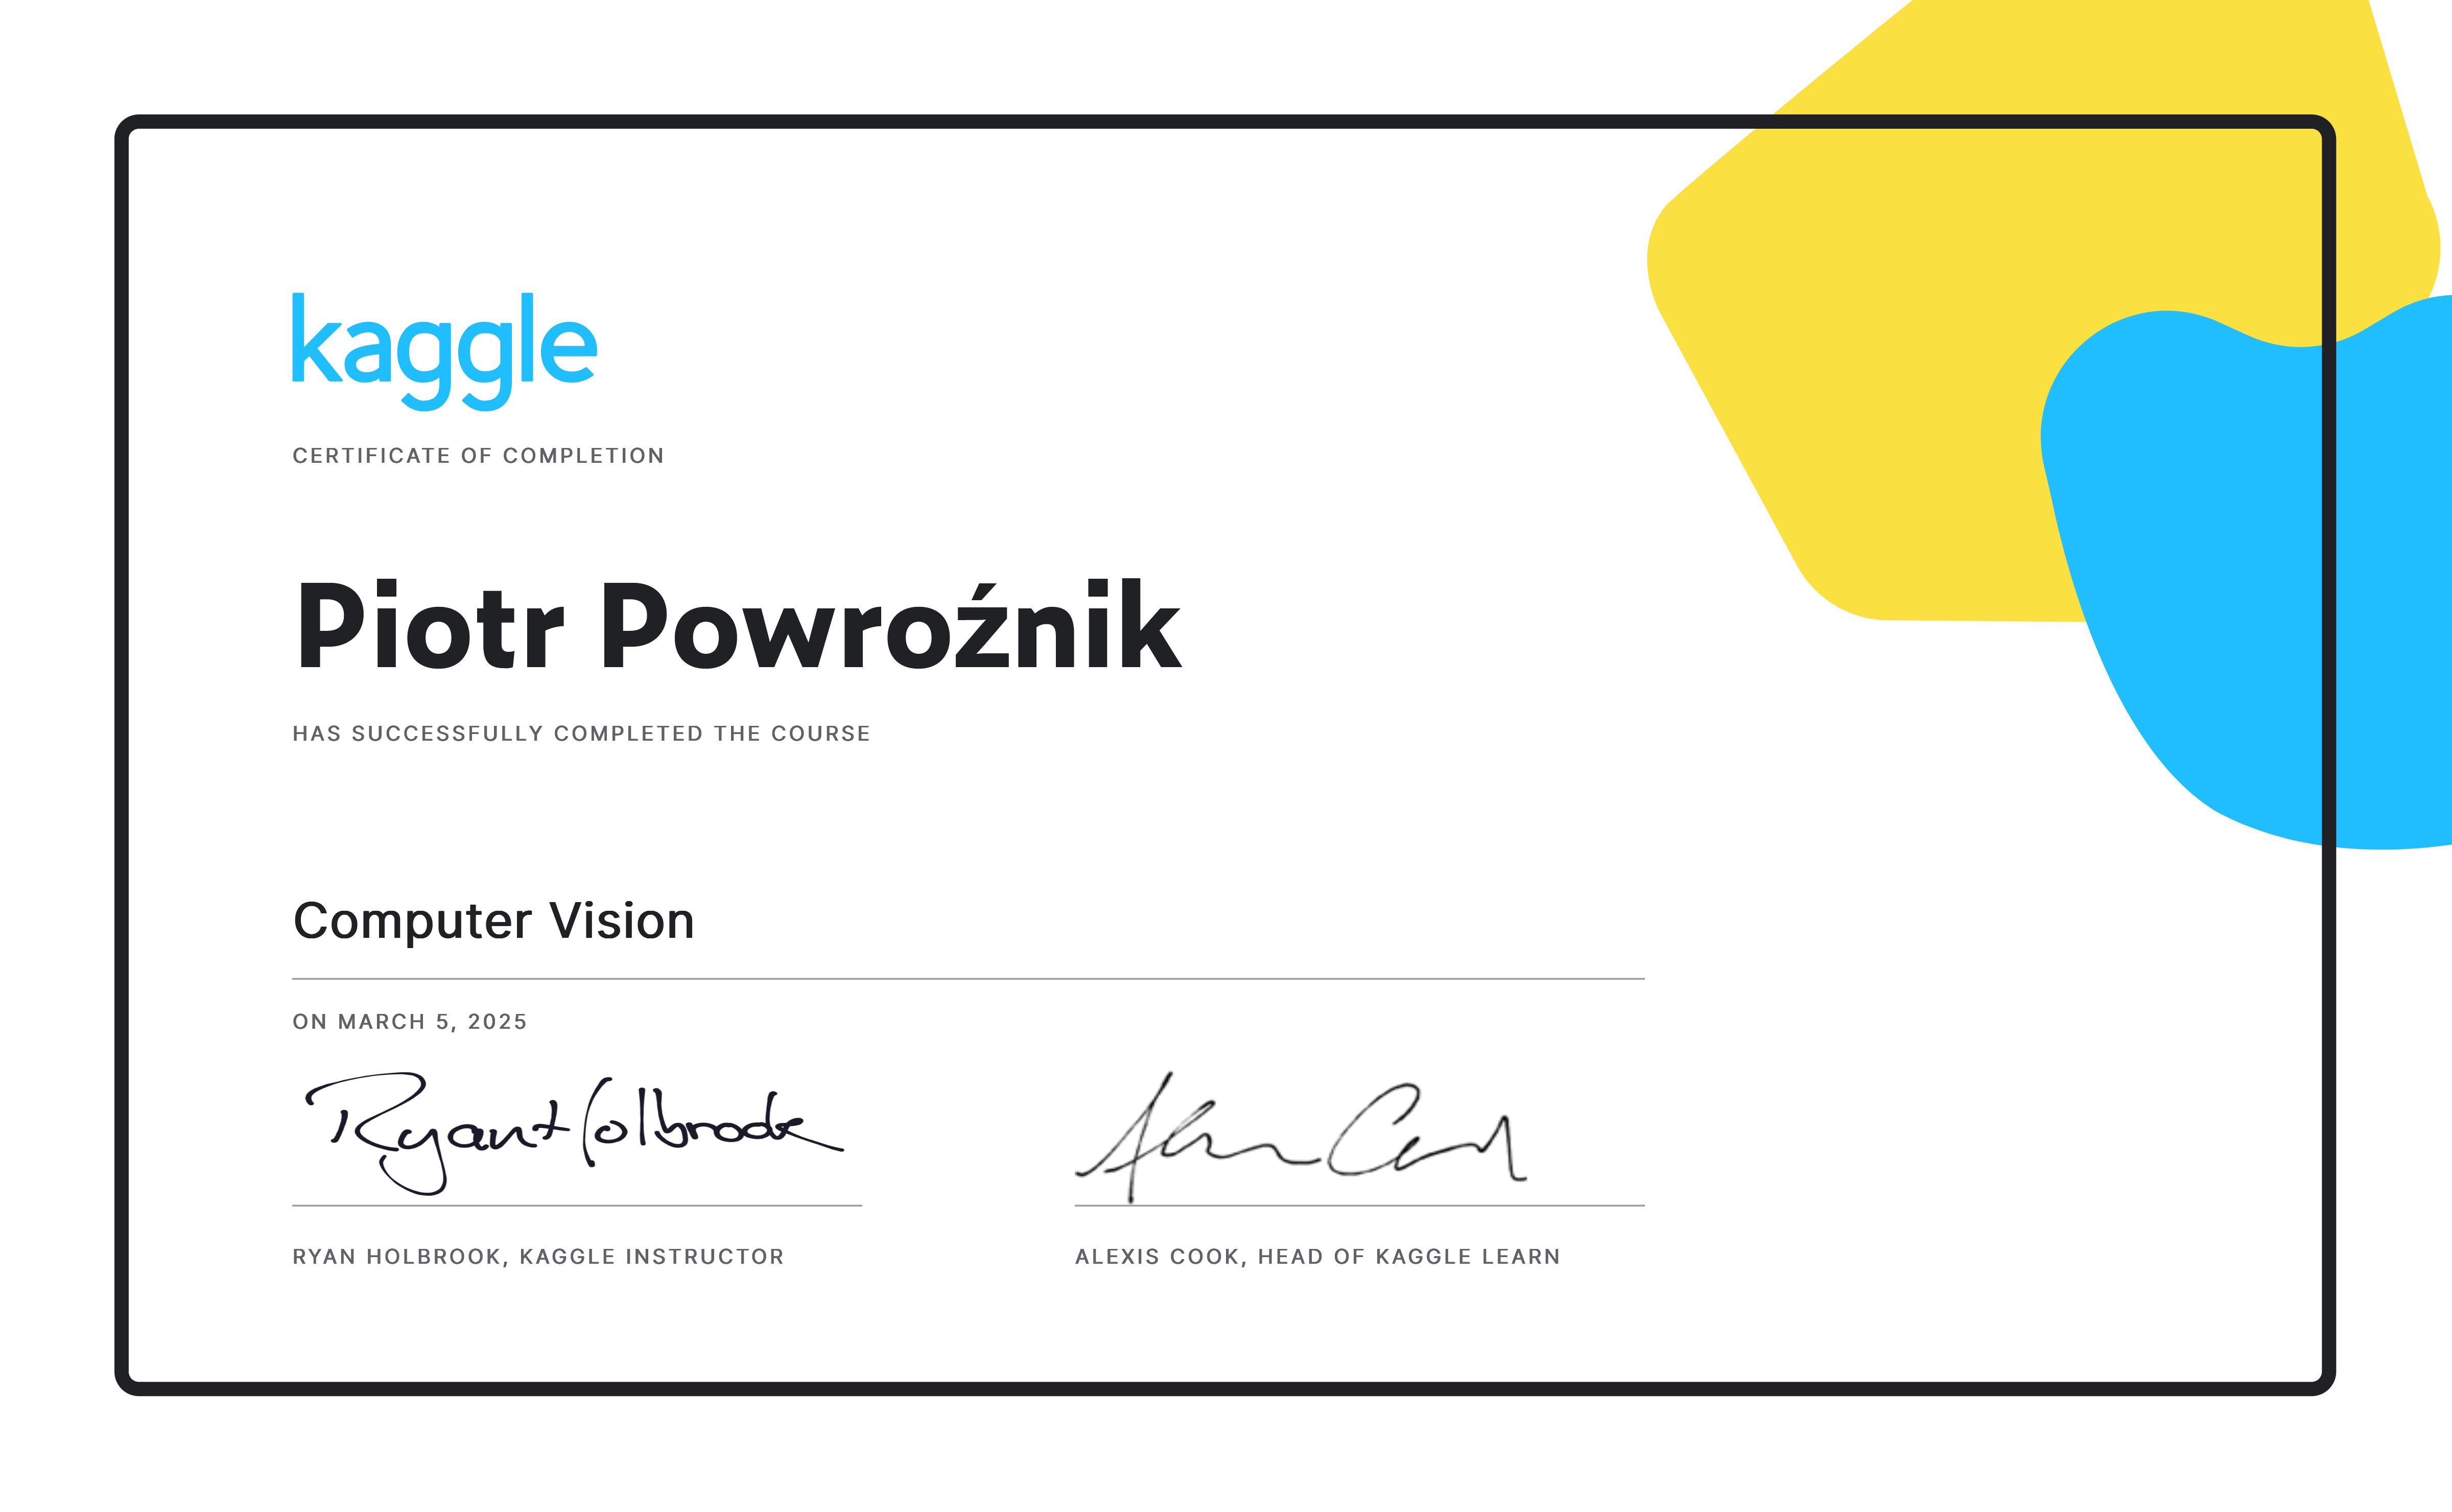 kaggle
CERTIFICATE OF COMPLETION
Piotr Powroźnik
HAS SUCCESSFULLY COMPLETED THE COURSE
Computer Vision
ON MARCH 5, 2025
Ryan Holbrook
RYAN HOLBROOK, KAGGLE INSTRUCTOR
ALEXIS COOK, HEAD OF KAGGLE LEARN